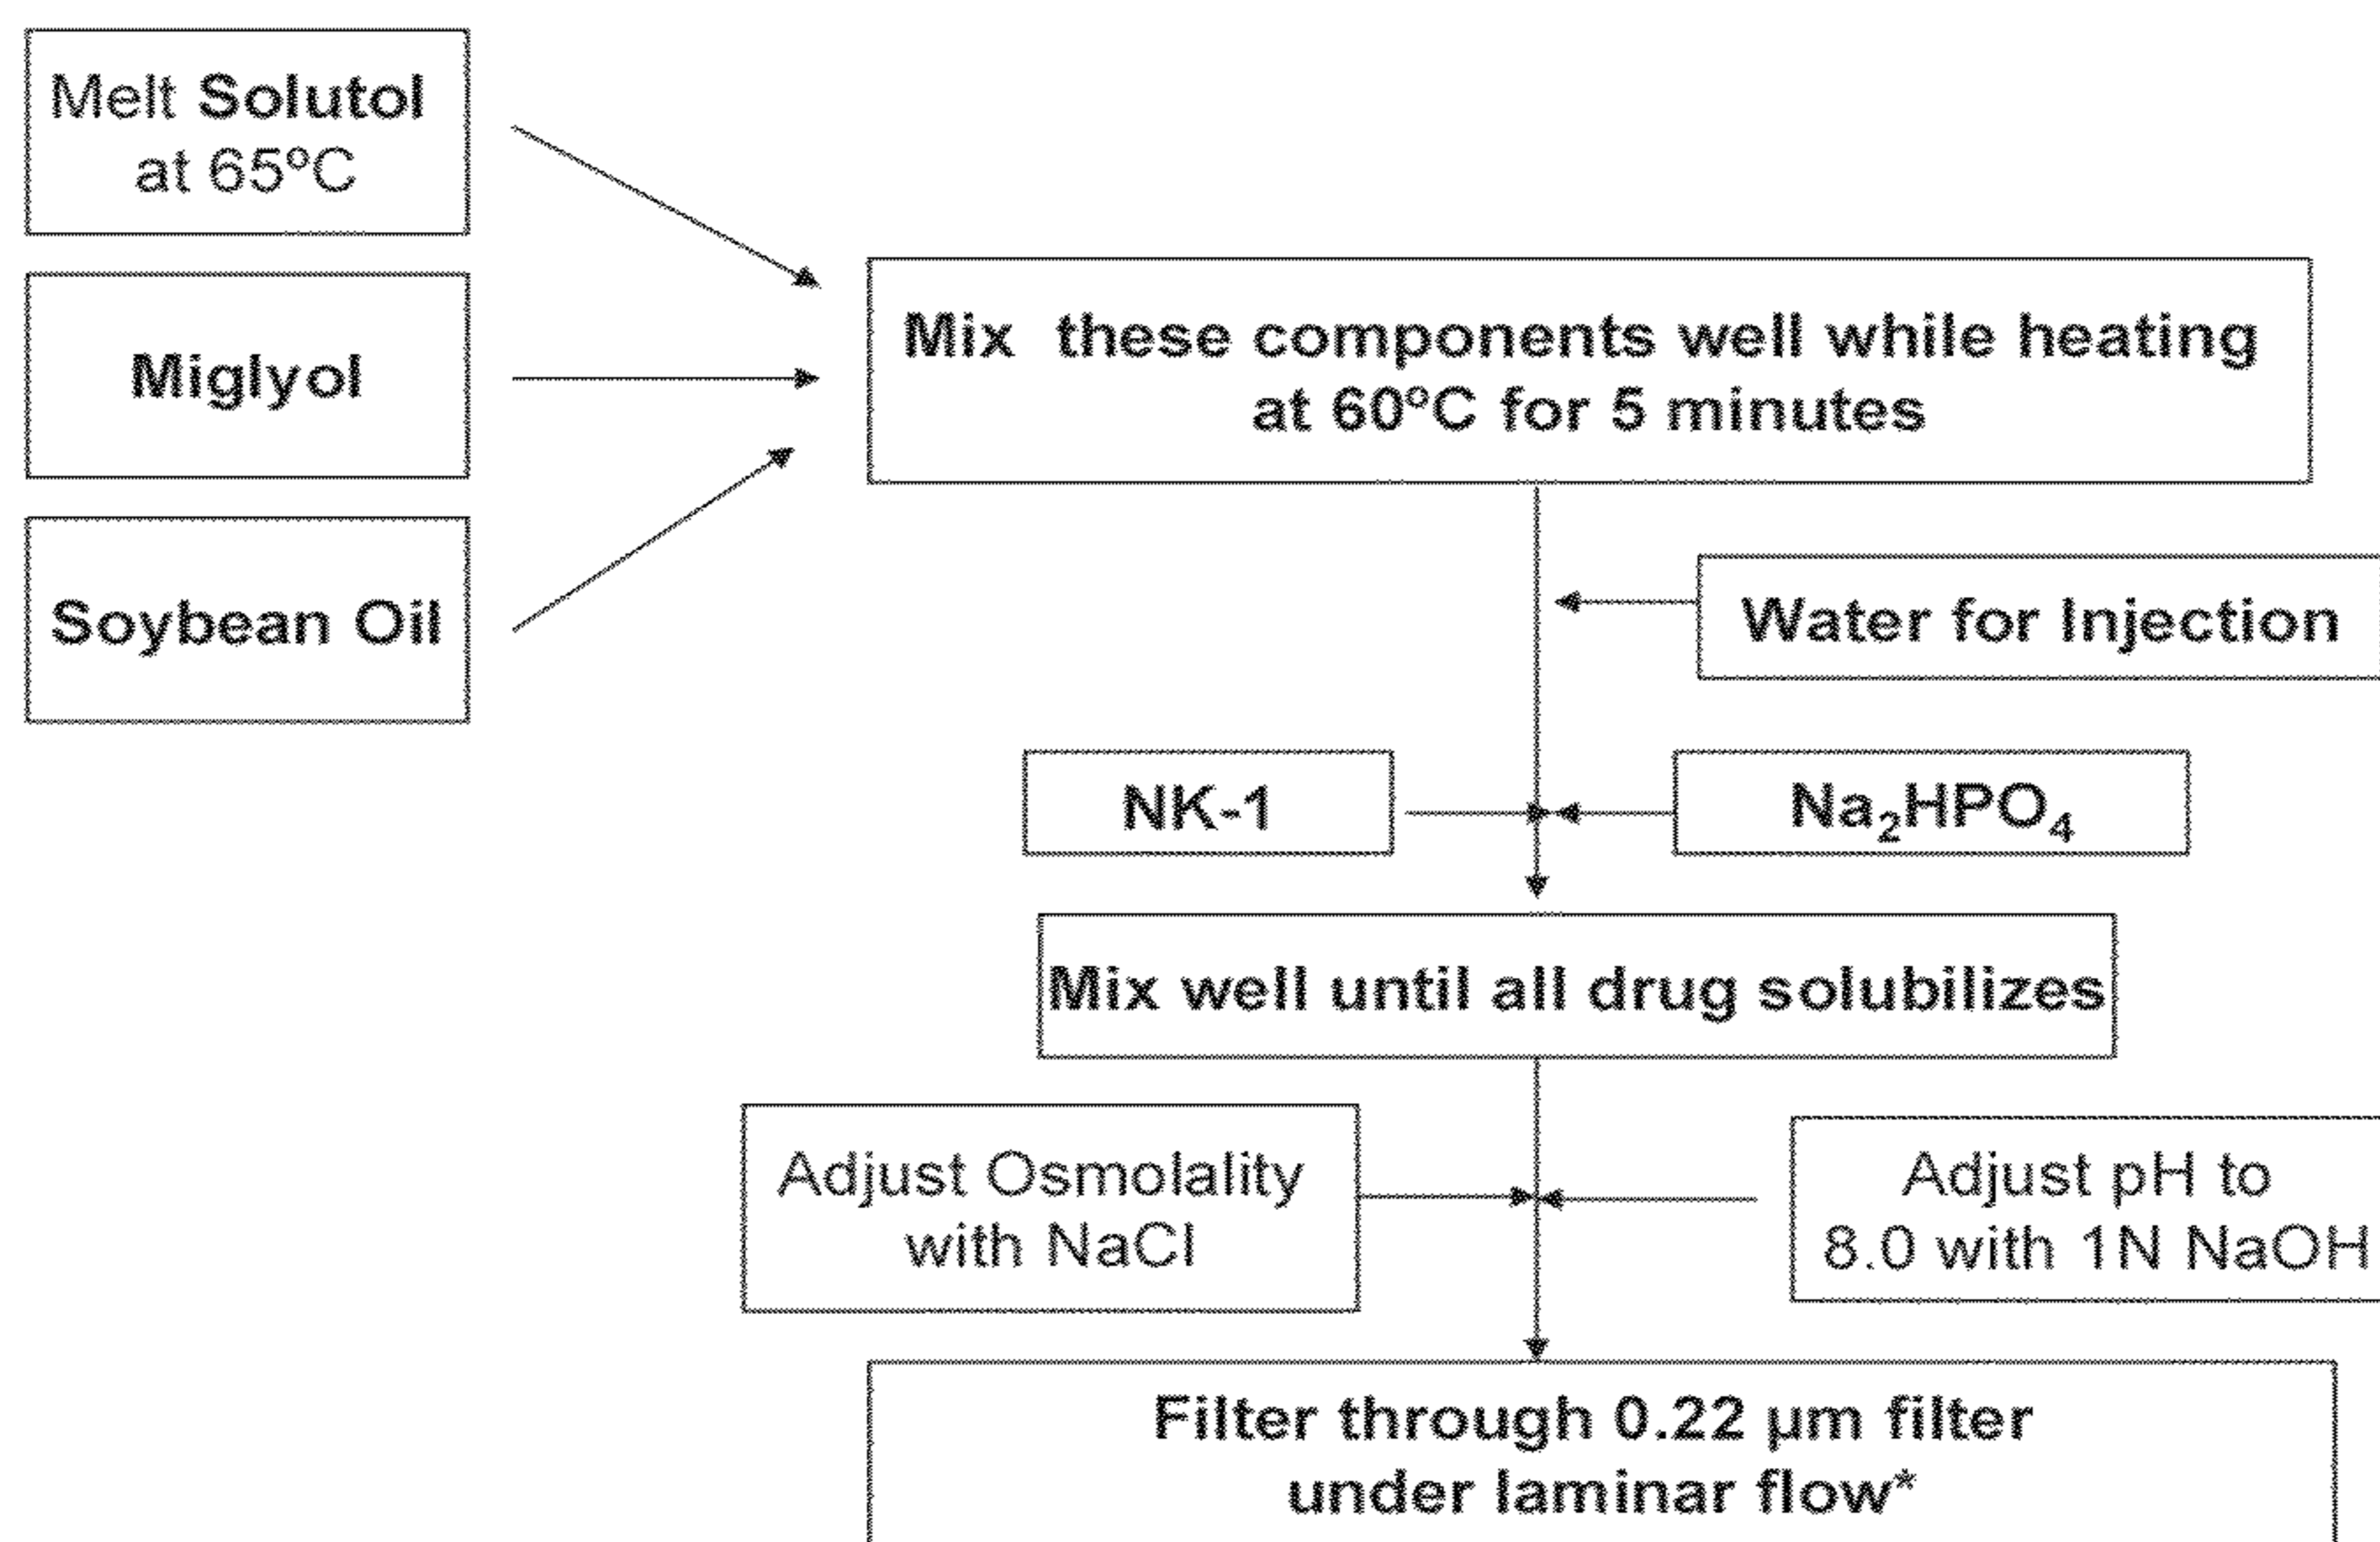 Melt Solutol
at 65ºC
Miglyol
Soybean Oil
Mix these components well while heating
at 60ºC for 5 minutes
Water for Injection
NK-1
Na₂HPO₄
Mix well until all drug solubilizes
Adjust Osmolality
with NaCl
Adjust pH to
8.0 with 1N NaOH
Filter through 0.22 µm filter
under laminar flow*